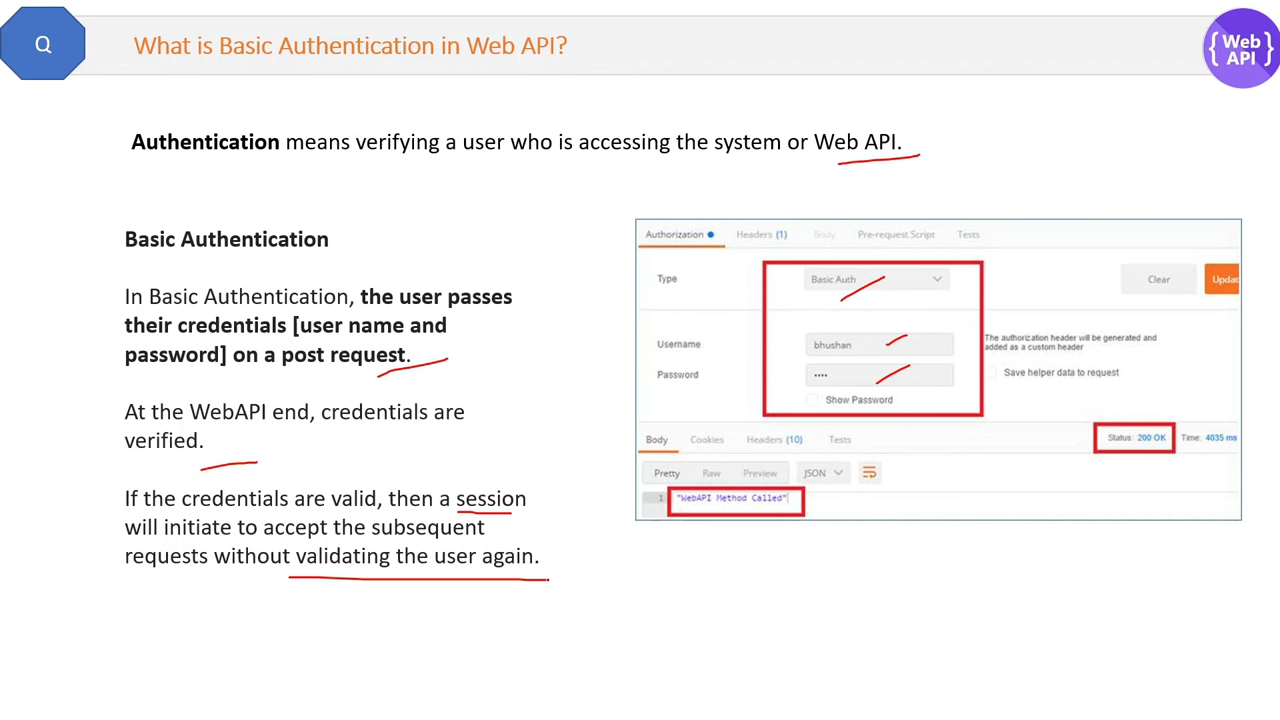 Q
What is Basic Authentication in Web API?
{Web
API}
Authentication means verifying a user who is accessing the system or Web API.
Basic Authentication
In Basic Authentication, the user passes
their credentials [user name and
password] on a post request.
At the WebAPI end, credentials are
verified.
If the credentials are valid, then a session
will initiate to accept the subsequent
requests without validating the user again.
Authorization Headers (1) Body Pre-request Script Tests
Type Basic Auth Clear Updat
Username bhushan
The authorization header will be generated and
added as a custom header
Password •••• Save helper data to request
Show Password
Body Cookies Headers (10) Tests Status: 200 OK Time: 4035 ms
Pretty Raw Preview JSON
1 "WebAPI Method Called"